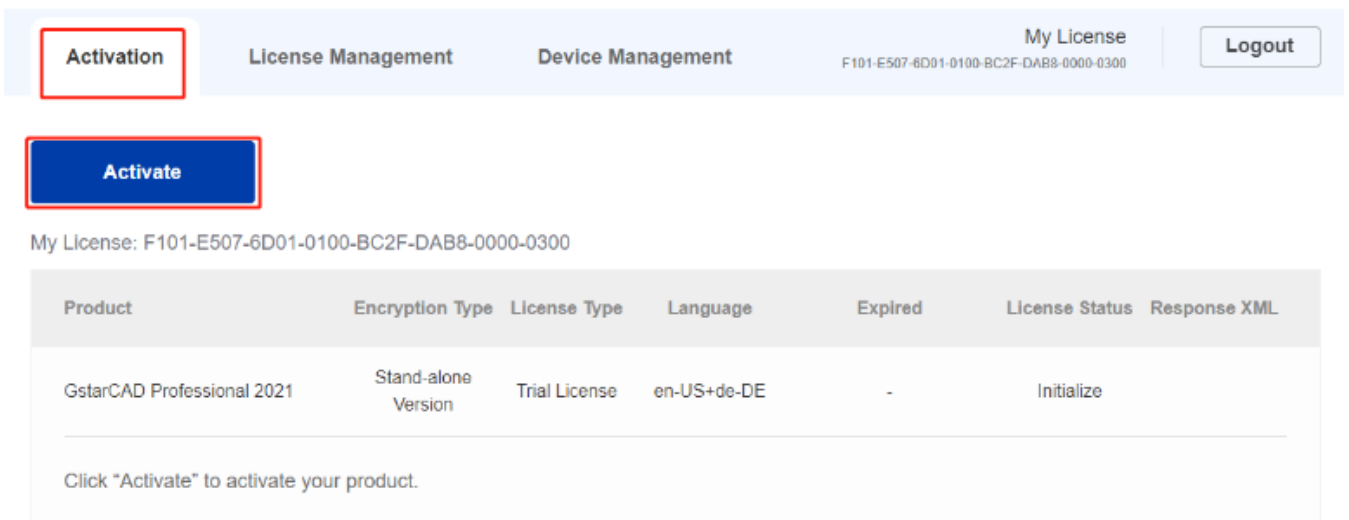 Activation License Management Device Management My License Logout
F101-E507-6D01-0100-BC2F-DAB8-0000-0300
Activate
My License: F101-E507-6D01-0100-BC2F-DAB8-0000-0300
Product Encryption Type License Type Language Expired License Status Response XML
GstarCAD Professional 2021 Stand-alone Version Trial License en-US+de-DE - Initialize
Click “Activate” to activate your product.